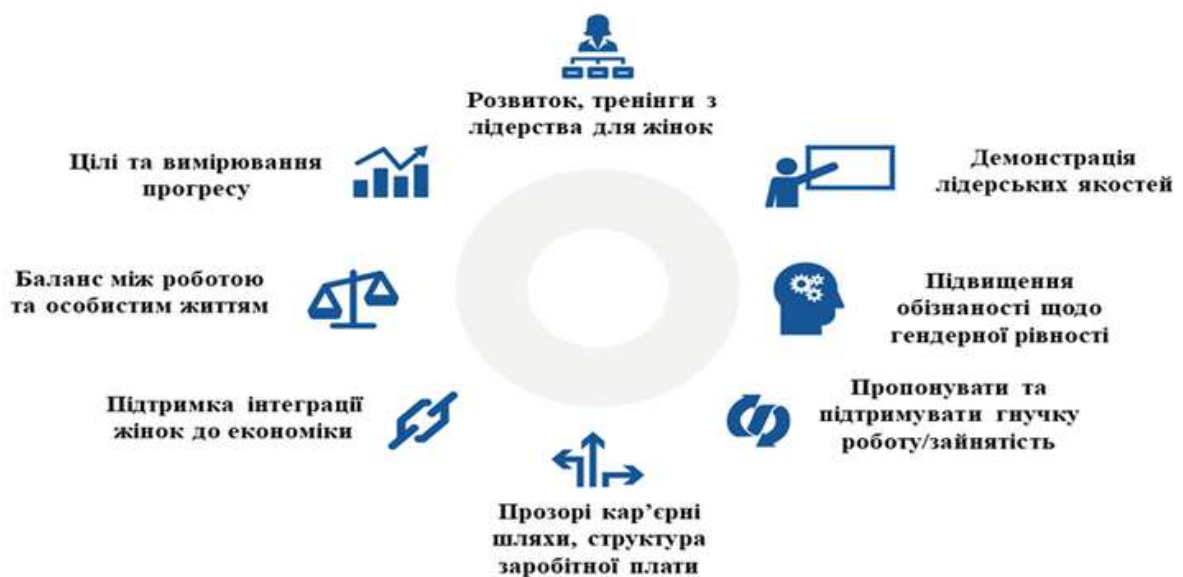 Розвиток, тренінги з
лідерства для жінок
Цілі та вимірювання
прогресу
Демонстрація
лідерських якостей
Баланс між роботою
та особистим життям
Підвищення
обізнаності щодо
гендерної рівності
Підтримка інтеграції
жінок до економіки
Пропонувати та
підтримувати гнучку
роботу/зайнятість
Прозорі кар’єрні
шляхи, структура
заробітної плати